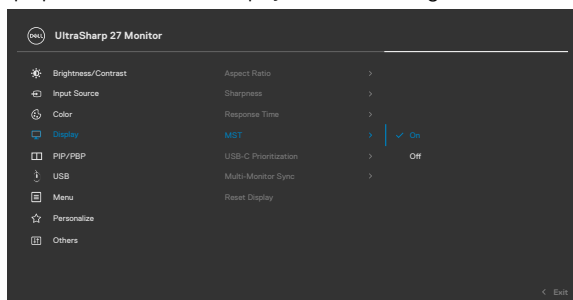 DELL UltraSharp 27 Monitor
Brightness/Contrast Aspect Ratio >
Input Source Sharpness >
Color Response Time >
Display MST > ✓ On
PIP/PBP USB-C Prioritization > Off
USB Multi-Monitor Sync >
Menu Reset Display
Personalize
Others
< Exit